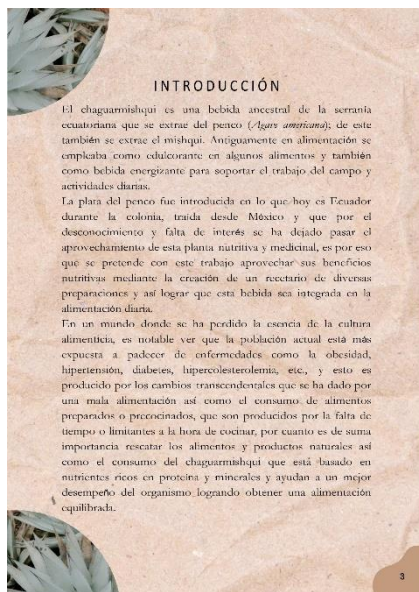 INTRODUCCIÓN
El chaguarmishqui es una bebida ancestral de la serranía
ecuatoriana que se extrae del penco (Agave americana); de este
también se extrae el mishqui. Antiguamente en alimentación se
empleaba como edulcorante en algunos alimentos y también
como bebida energizante para soportar el trabajo del campo y
actividades diarias.
La plata del penco fue introducida en lo que hoy es Ecuador
durante la colonia, traída desde México y que por el
desconocimiento y falta de interés se ha dejado pasar el
aprovechamiento de esta planta nutritiva y medicinal, es por eso
que se pretende con este trabajo aprovechar sus beneficios
nutritivas mediante la creación de un recetario de diversas
preparaciones y así lograr que esta bebida sea integrada en la
alimentación diaria.
En un mundo donde se ha perdido la esencia de la cultura
alimenticia, es notable ver que la población actual está más
expuesta a padecer de enfermedades como la obesidad,
hipertensión, diabetes, hipercolesterolemia, etc., y esto es
producido por los cambios transcendentales que se ha dado por
una mala alimentación así como el consumo de alimentos
preparados o precocinados, que son producidos por la falta de
tiempo o limitantes a la hora de cocinar, por cuanto es de suma
importancia rescatar los alimentos y productos naturales así
como el consumo del chaguarmishqui que está basado en
nutrientes ricos en proteína y minerales y ayudan a un mejor
desempeño del organismo logrando obtener una alimentación
equilibrada.
3